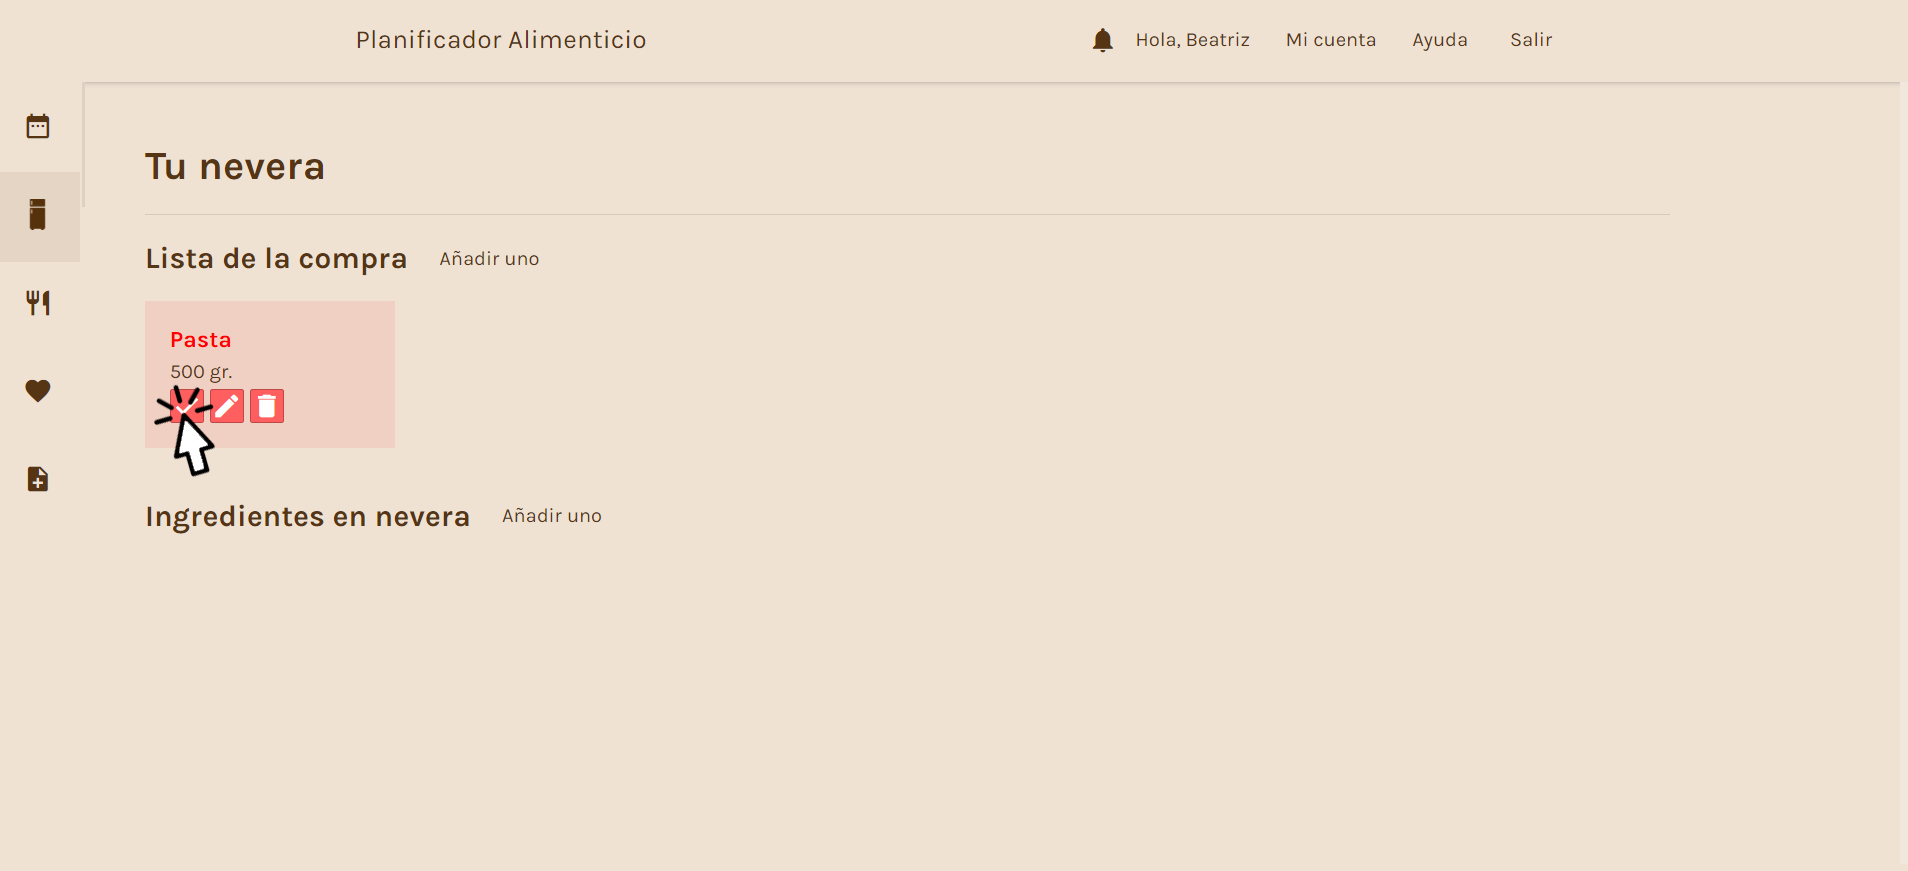 Planificador Alimenticio
Hola, Beatriz Mi cuenta Ayuda Salir
Tu nevera
Lista de la compra Añadir uno
Pasta
500 gr.
Ingredientes en nevera Añadir uno